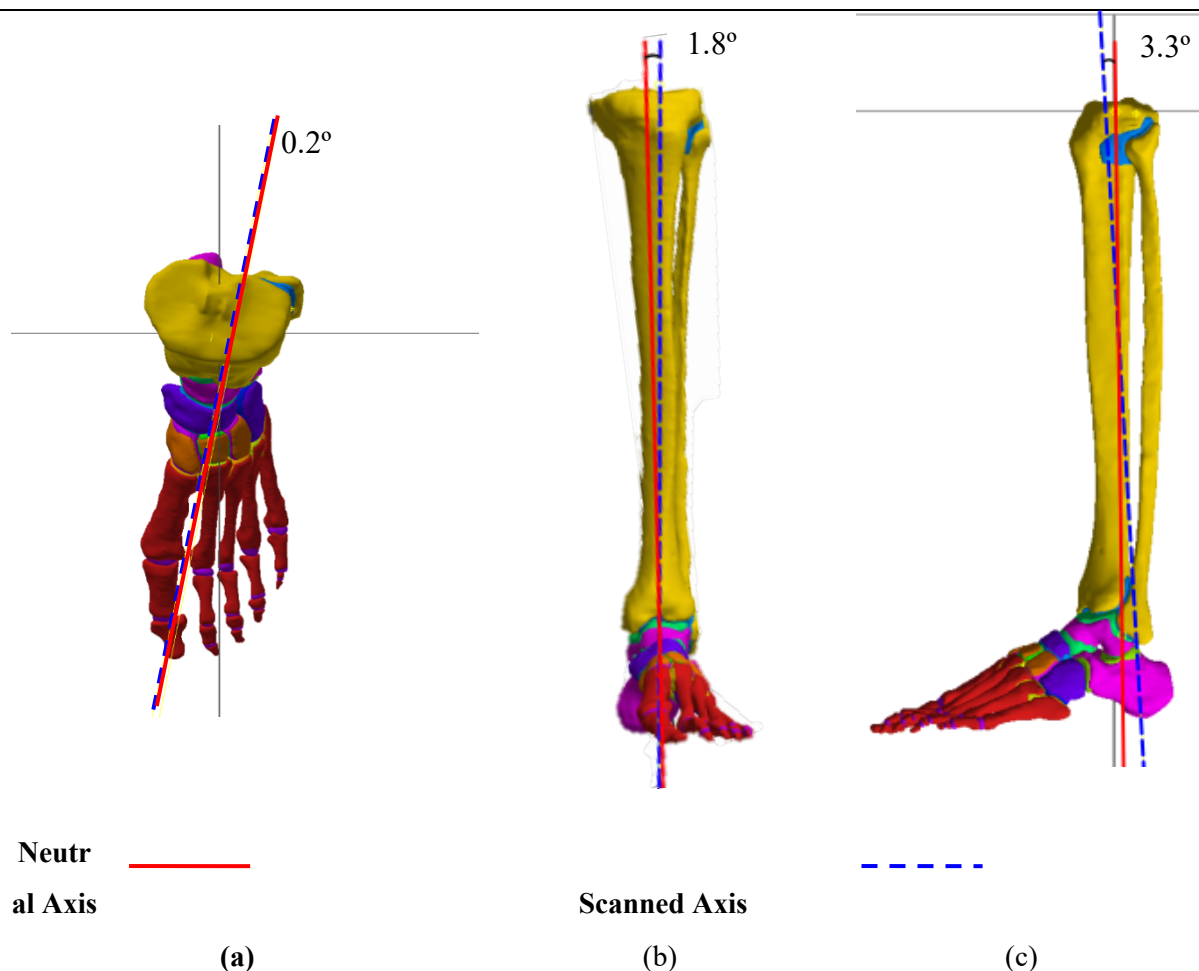 1.8º
3.3º
0.2º
Neutr
al Axis
Scanned Axis
(a)
(b)
(c)